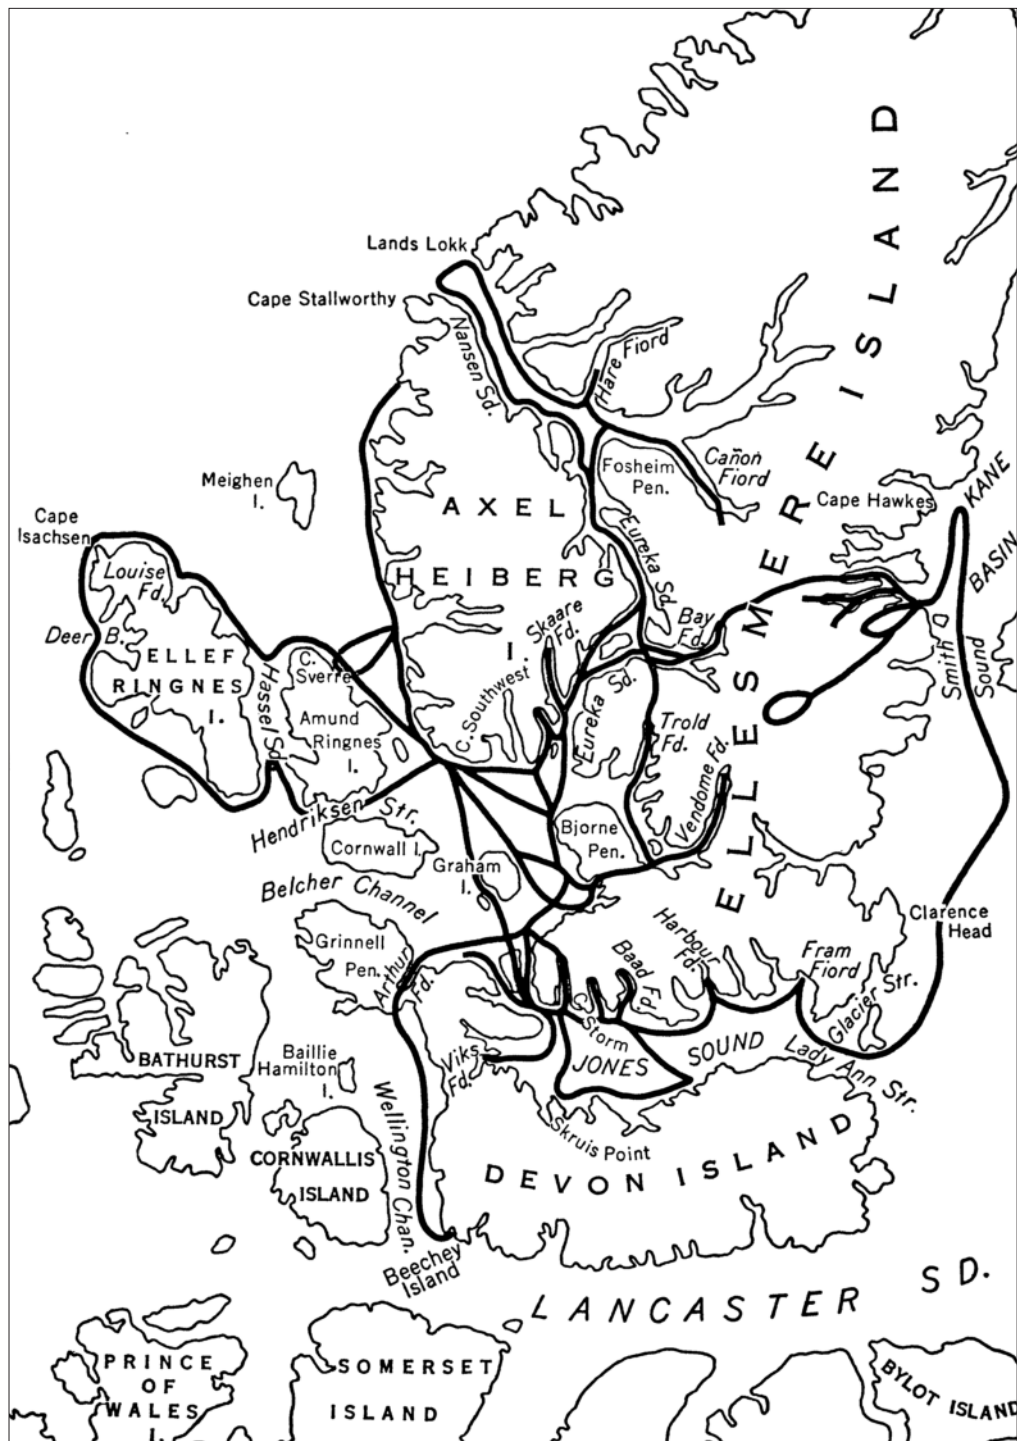 Lands Lokk
Cape Stallworthy
Nansen Sd.
Hare Fiord
Cañon
Fiord
Fosheim
Pen.
Meighen
I.
Cape Hawkes
KANE
BASIN
Cape
Isachsen
AXEL
HEIBERG
I.
ELLESMERE ISLAND
Louise
Fd.
Eureka Sd.
Skaare
Fd.
Bay
Fd.
Smith
Sound
Deer B.
ELLEF
RINGNES
I.
Hassel Sd.
C.
Sverre
Amund
Ringnes
I.
C. Southwest
Eureka
Sd.
Trold
Fd.
Vendome Fd.
Hendriksen Str.
Cornwall I.
Bjorne
Pen.
Graham
I.
Belcher Channel
Grinnell
Pen.
Arthur
Fd.
Clarence
Head
Harbour
Fd.
Baad Fd.
Fram
Fiord
Glacier Str.
C. Storm
JONES
SOUND
Lady Ann Str.
Viks
Fd.
BATHURST
ISLAND
Baillie
Hamilton
I.
Wellington Chan.
Skruis Point
CORNWALLIS
ISLAND
DEVON ISLAND
Beechey
Island
LANCASTER SD.
PRINCE
OF
WALES
I.
SOMERSET
ISLAND
BYLOT ISLAND